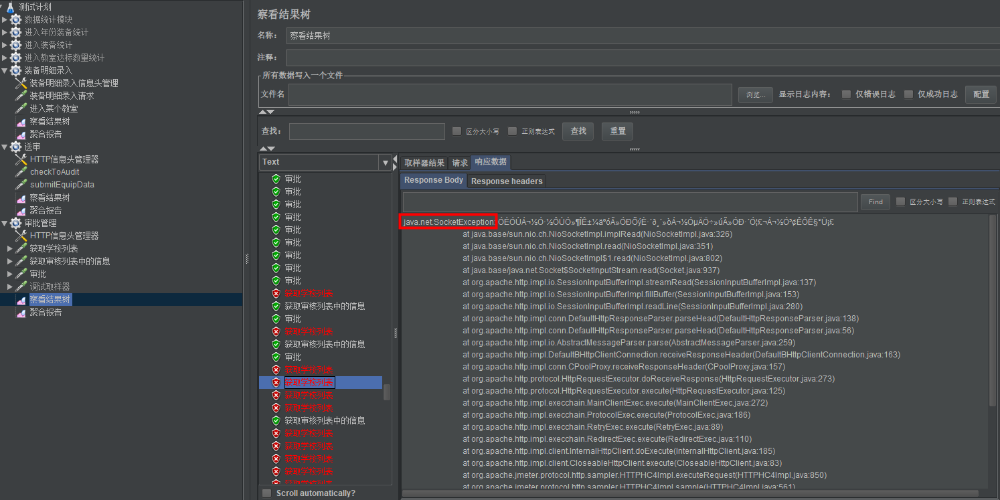 测试计划
数据统计模块
进入年份装备统计
进入装备统计
进入教室达标数量统计
装备明细录入
装备明细录入信息头管理
装备明细录入请求
进入某个教室
察看结果树
聚合报告
送审
HTTP信息头管理器
checkToAudit
submitEquipData
察看结果树
聚合报告
审批管理
HTTP信息头管理器
获取学校列表
获取审核列表中的信息
审批
调试取样器
察看结果树
聚合报告
察看结果树
名称： 察看结果树
注释：
所有数据写入一个文件
文件名 浏览... 显示日志内容： 仅错误日志 仅成功日志 配置
查找： 区分大小写 正则表达式 查找 重置
Text
审批
审批
审批
审批
审批
审批
审批
审批
审批
获取学校列表
获取审核列表中的信息
审批
获取学校列表
获取审核列表中的信息
审批
获取学校列表
获取学校列表
获取学校列表
获取学校列表
获取审核列表中的信息
获取学校列表
获取学校列表
获取学校列表
获取学校列表
获取学校列表
Scroll automatically?
取样器结果 请求 响应数据
Response Body Response headers
Find 区分大小写 正则表达式
java.net.SocketException:
at java.base/sun.nio.ch.NioSocketImpl.implRead(NioSocketImpl.java:326)
at java.base/sun.nio.ch.NioSocketImpl.read(NioSocketImpl.java:351)
at java.base/sun.nio.ch.NioSocketImpl$1.read(NioSocketImpl.java:802)
at java.base/java.net.Socket$SocketInputStream.read(Socket.java:937)
at org.apache.http.impl.io.SessionInputBufferImpl.streamRead(SessionInputBufferImpl.java:137)
at org.apache.http.impl.io.SessionInputBufferImpl.fillBuffer(SessionInputBufferImpl.java:153)
at org.apache.http.impl.io.SessionInputBufferImpl.readLine(SessionInputBufferImpl.java:280)
at org.apache.http.impl.conn.DefaultHttpResponseParser.parseHead(DefaultHttpResponseParser.java:138)
at org.apache.http.impl.conn.DefaultHttpResponseParser.parseHead(DefaultHttpResponseParser.java:56)
at org.apache.http.impl.io.AbstractMessageParser.parse(AbstractMessageParser.java:259)
at org.apache.http.impl.DefaultBHttpClientConnection.receiveResponseHeader(DefaultBHttpClientConnection.java:163)
at org.apache.http.impl.conn.CPoolProxy.receiveResponseHeader(CPoolProxy.java:157)
at org.apache.http.protocol.HttpRequestExecutor.doReceiveResponse(HttpRequestExecutor.java:273)
at org.apache.http.protocol.HttpRequestExecutor.execute(HttpRequestExecutor.java:125)
at org.apache.http.impl.execchain.MainClientExec.execute(MainClientExec.java:272)
at org.apache.http.impl.execchain.ProtocolExec.execute(ProtocolExec.java:186)
at org.apache.http.impl.execchain.RetryExec.execute(RetryExec.java:89)
at org.apache.http.impl.execchain.RedirectExec.execute(RedirectExec.java:110)
at org.apache.http.impl.client.InternalHttpClient.doExecute(InternalHttpClient.java:185)
at org.apache.http.impl.client.CloseableHttpClient.execute(CloseableHttpClient.java:83)
at org.apache.jmeter.protocol.http.sampler.HTTPHC4Impl.executeRequest(HTTPHC4Impl.java:850)
at org.apache.jmeter.protocol.http.sampler.HTTPHC4Impl.sample(HTTPHC4Impl.java:561)